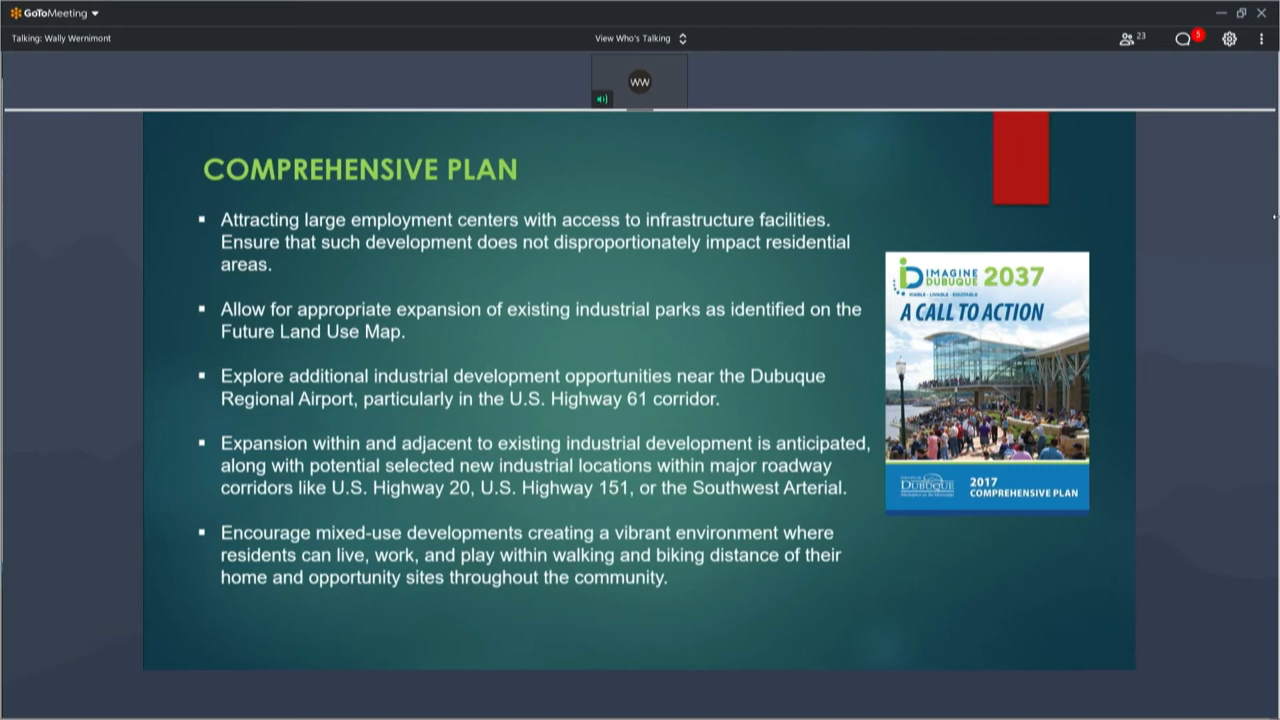 GoToMeeting
Talking: Wally Wernimont
View Who's Talking
23
5
WW
COMPREHENSIVE PLAN
▪ Attracting large employment centers with access to infrastructure facilities.
Ensure that such development does not disproportionately impact residential
areas.
▪ Allow for appropriate expansion of existing industrial parks as identified on the
Future Land Use Map.
▪ Explore additional industrial development opportunities near the Dubuque
Regional Airport, particularly in the U.S. Highway 61 corridor.
▪ Expansion within and adjacent to existing industrial development is anticipated,
along with potential selected new industrial locations within major roadway
corridors like U.S. Highway 20, U.S. Highway 151, or the Southwest Arterial.
▪ Encourage mixed-use developments creating a vibrant environment where
residents can live, work, and play within walking and biking distance of their
home and opportunity sites throughout the community.
IMAGINE
DUBUQUE 2037
VIABLE · LIVABLE · EQUITABLE
A CALL TO ACTION
DUBUQUE
Masterpiece on the Mississippi
2017
COMPREHENSIVE PLAN